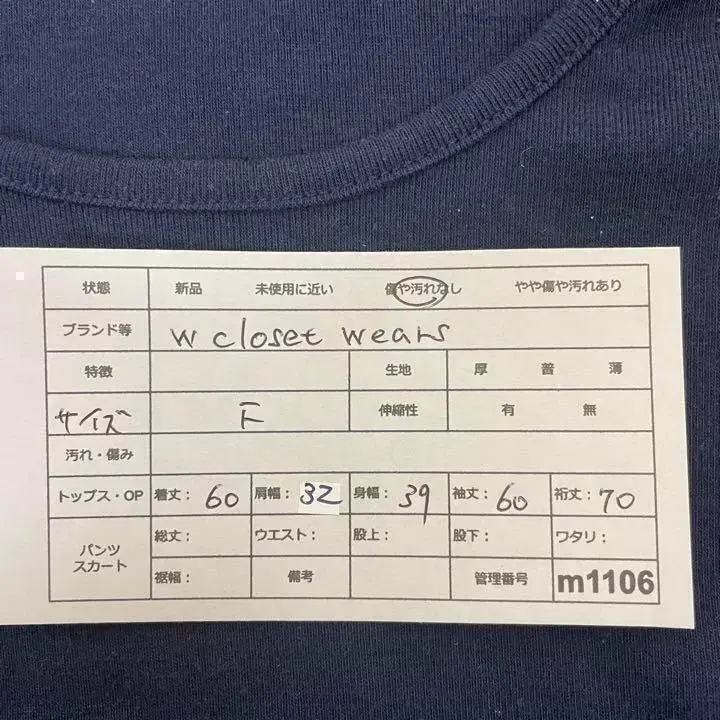 状態 新品 未使用に近い 傷や汚れなし やや傷や汚れあり
ブランド等 w closet wears
特徴 生地 厚 普 薄
サイズ F 伸縮性 有 無
汚れ・傷み
トップス・OP 着丈： 60 肩幅： 32 身幅： 39 袖丈： 60 裄丈： 70
パンツ スカート 総丈： ウエスト： 股上： 股下： ワタリ：
裾幅： 備考 管理番号 m1106